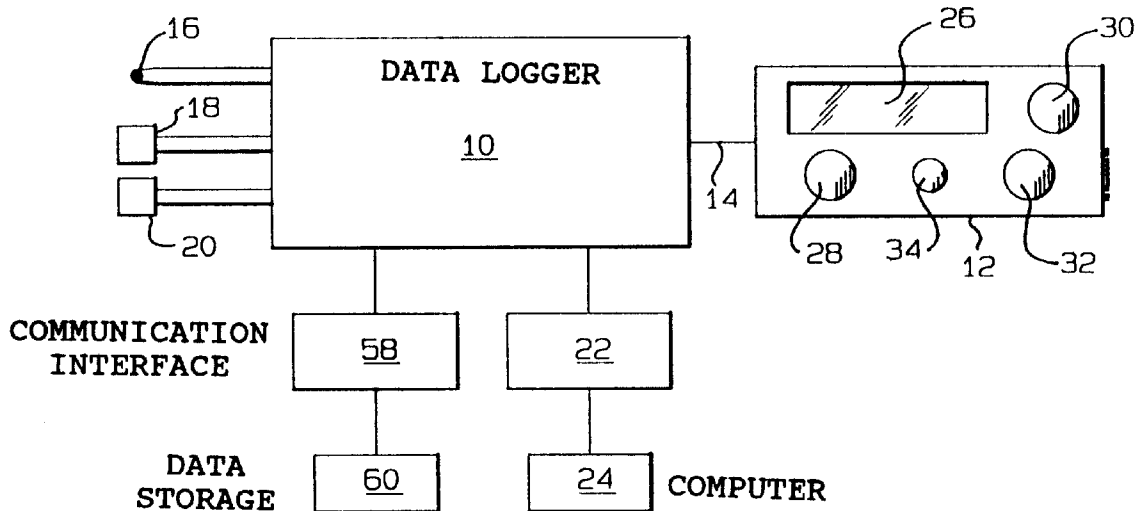 16
26
30
DATA LOGGER
18
10
14
20
28
34
12
32
COMMUNICATION
INTERFACE
58
22
DATA
STORAGE
60
24
COMPUTER